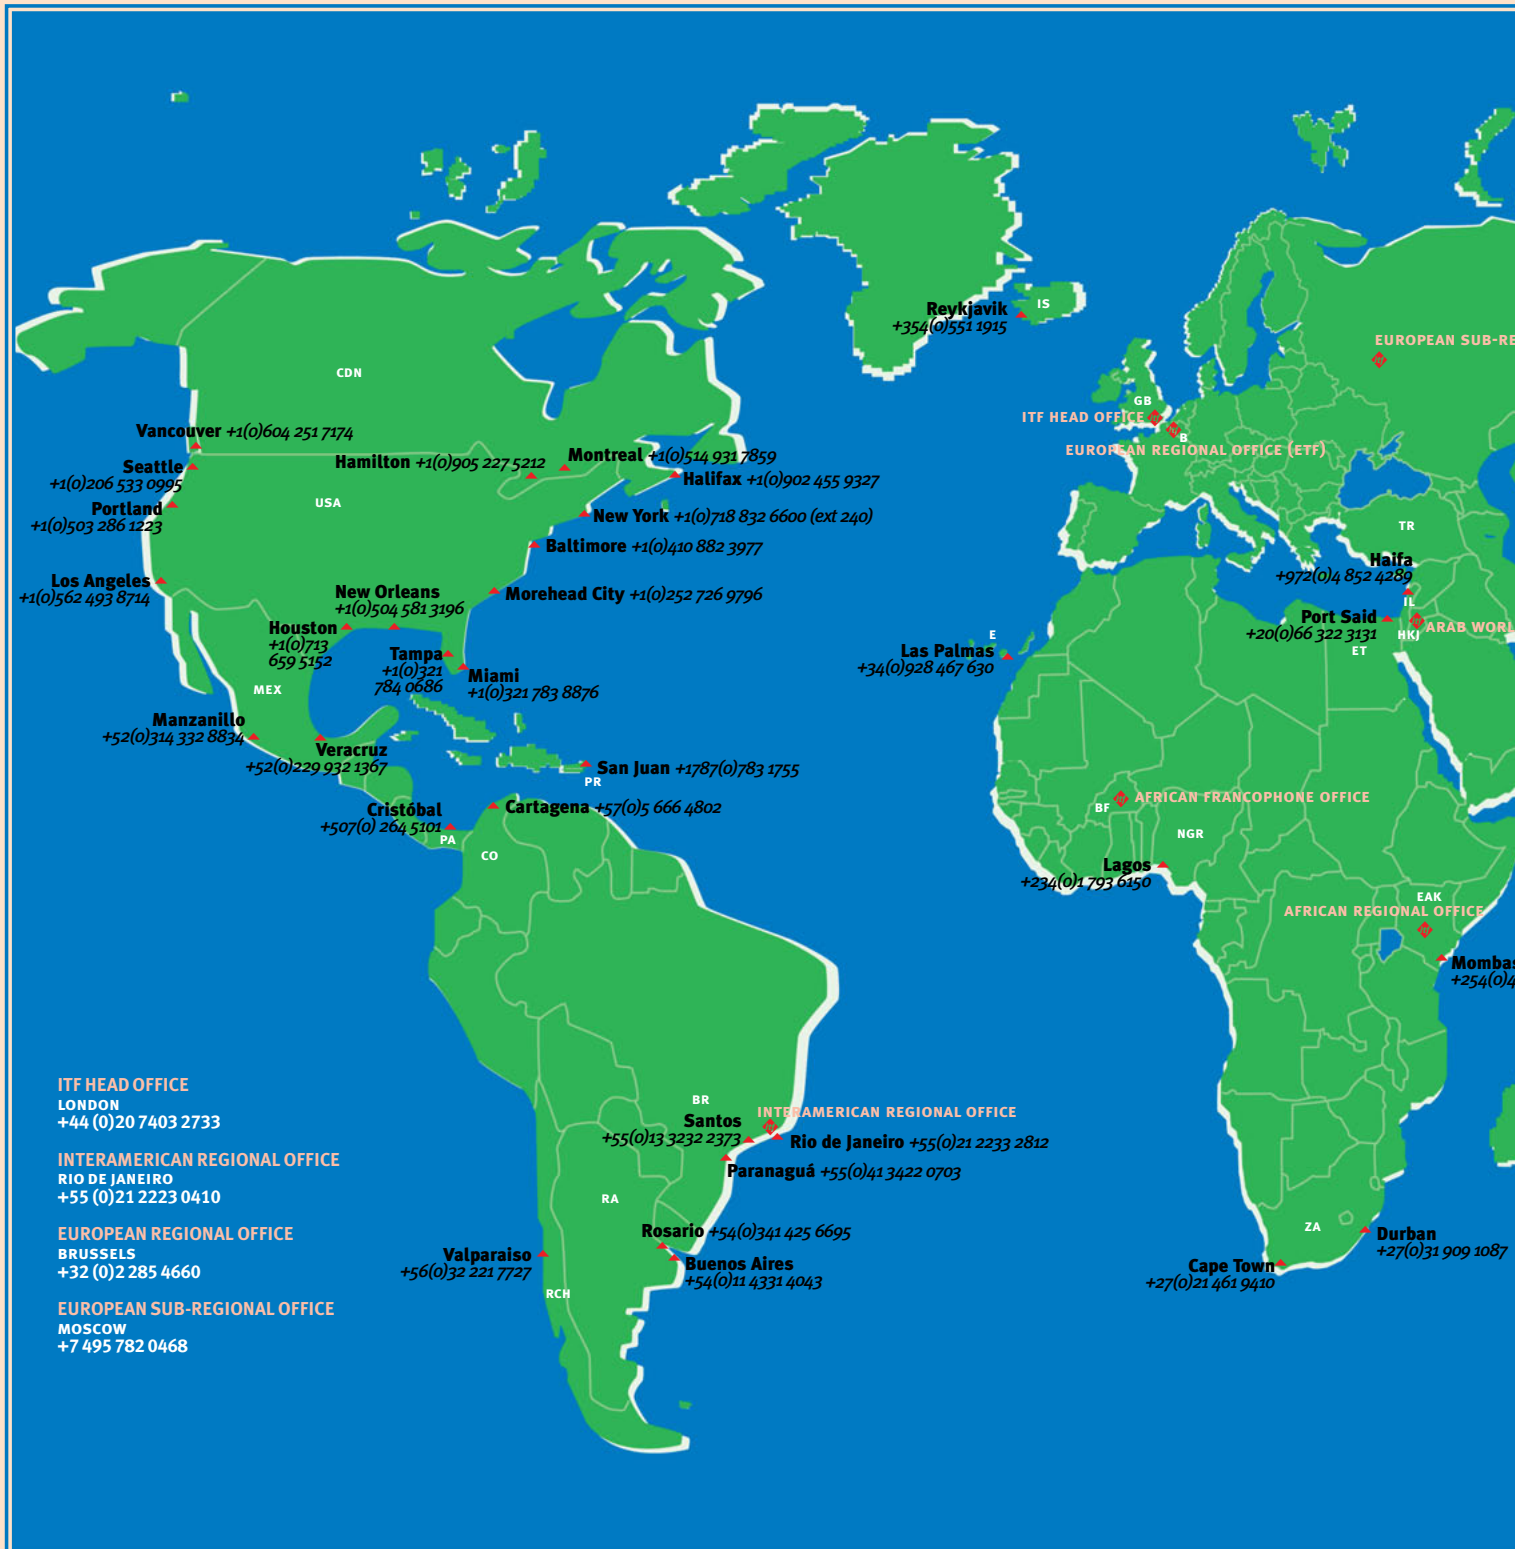 Reykjavik
+354(0)551 1915
IS
EUROPEAN SUB-RE
CDN
GB
ITF HEAD OFFICE
B
EUROPEAN REGIONAL OFFICE (ETF)
Vancouver +1(0)604 251 7174
Seattle
+1(0)206 533 0995
Portland
+1(0)503 286 1223
Hamilton +1(0)905 227 5212
Montreal +1(0)514 931 7859
Halifax +1(0)902 455 9327
USA
New York +1(0)718 832 6600 (ext 240)
Baltimore +1(0)410 882 3977
TR
Haifa
+972(0)4 852 4289
IL
Los Angeles
+1(0)562 493 8714
New Orleans
+1(0)504 581 3196
Morehead City +1(0)252 726 9796
Houston
+1(0)713
659 5152
Tampa
+1(0)321
784 0686
Miami
+1(0)321 783 8876
Port Said
+20(0)66 322 3131
ARAB WORL
HKJ
ET
E
Las Palmas
+34(0)928 467 630
MEX
Manzanillo
+52(0)314 332 8834
Veracruz
+52(0)229 932 1367
San Juan +1787(0)783 1755
PR
Cristóbal
+507(0) 264 5101
Cartagena +57(0)5 666 4802
PA
CO
BF
AFRICAN FRANCOPHONE OFFICE
NGR
Lagos
+234(0)1 793 6150
EAK
AFRICAN REGIONAL OFFICE
Mombas
+254(0)4
BR
INTERAMERICAN REGIONAL OFFICE
Santos
+55(0)13 3232 2373
Rio de Janeiro +55(0)21 2233 2812
Paranaguá +55(0)41 3422 0703
RA
Rosario +54(0)341 425 6695
Valparaiso
+56(0)32 221 7727
Buenos Aires
+54(0)11 4331 4043
RCH
ZA
Durban
+27(0)31 909 1087
Cape Town
+27(0)21 461 9410
ITF HEAD OFFICE
LONDON
+44 (0)20 7403 2733
INTERAMERICAN REGIONAL OFFICE
RIO DE JANEIRO
+55 (0)21 2223 0410
EUROPEAN REGIONAL OFFICE
BRUSSELS
+32 (0)2 285 4660
EUROPEAN SUB-REGIONAL OFFICE
MOSCOW
+7 495 782 0468